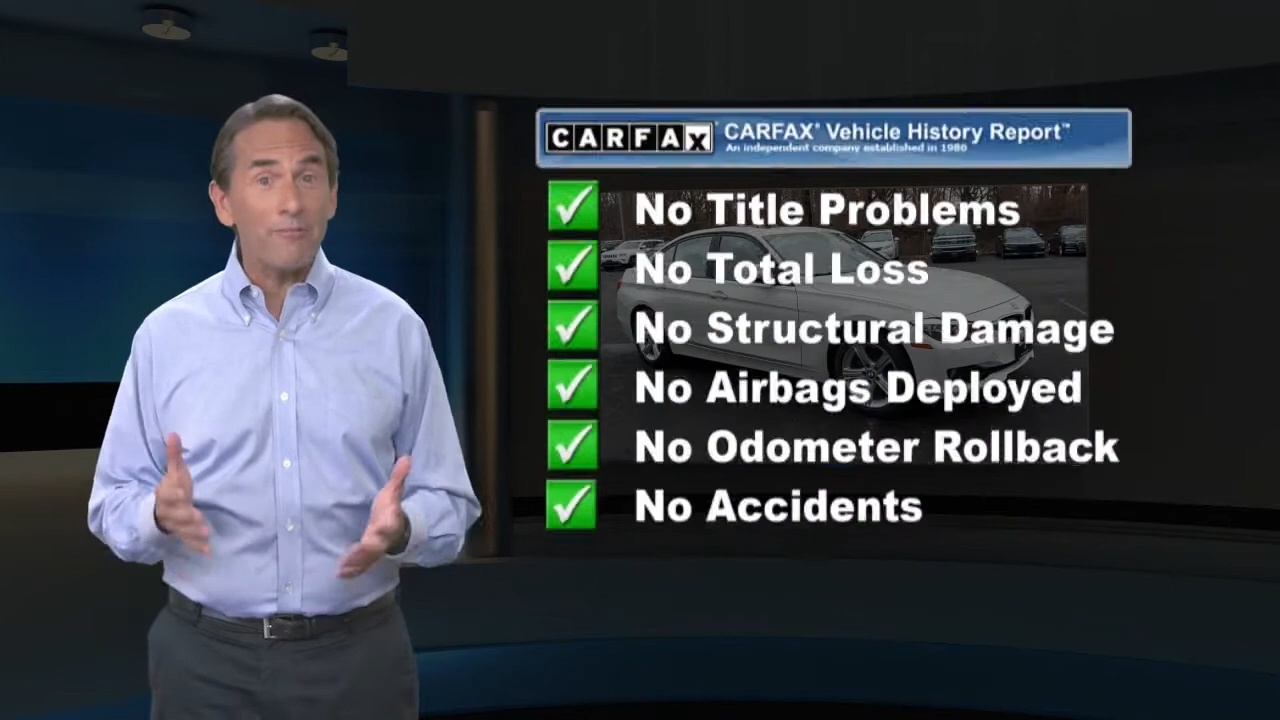 CARFAX
CARFAX® Vehicle History Report™
An independent company established in 1986
No Title Problems
No Total Loss
No Structural Damage
No Airbags Deployed
No Odometer Rollback
No Accidents